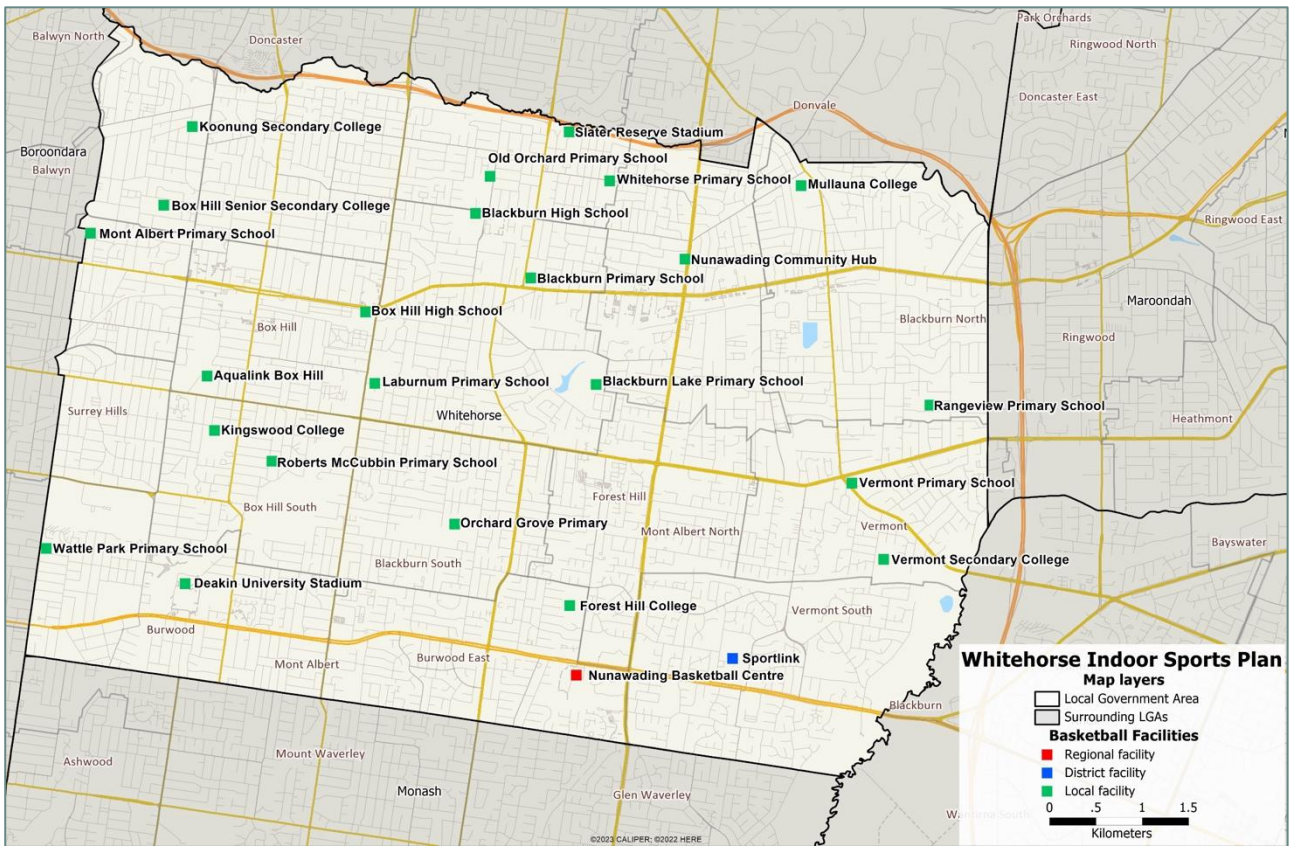 Balwyn North
Doncaster
Park Orchards
Ringwood North
Donvale
Doncaster East
Koonung Secondary College
Slater Reserve Stadium
Boroondara
Balwyn
Old Orchard Primary School
Whitehorse Primary School
Mullauna College
Box Hill Senior Secondary College
Blackburn High School
Ringwood East
Mont Albert Primary School
Nunawading Community Hub
Blackburn Primary School
Maroondah
Box Hill High School
Blackburn North
Box Hill
Ringwood
Aqualink Box Hill
Laburnum Primary School
Blackburn Lake Primary School
Surrey Hills
Whitehorse
Rangeview Primary School
Heathmont
Kingswood College
Roberts McCubbin Primary School
Vermont Primary School
Forest Hill
Box Hill South
Orchard Grove Primary
Mont Albert North
Vermont
Bayswater
Wattle Park Primary School
Blackburn South
Vermont Secondary College
Deakin University Stadium
Forest Hill College
Vermont South
Burwood
Burwood East
Mont Albert
Sportlink
Nunawading Basketball Centre
Blackburn
Whitehorse Indoor Sports Plan
Map layers
Local Government Area
Surrounding LGAs
Basketball Facilities
Regional facility
District facility
Local facility
0 .5 1 1.5
Kilometers
Ashwood
Mount Waverley
Monash
Glen Waverley
©2023 CALIPER; ©2022 HERE